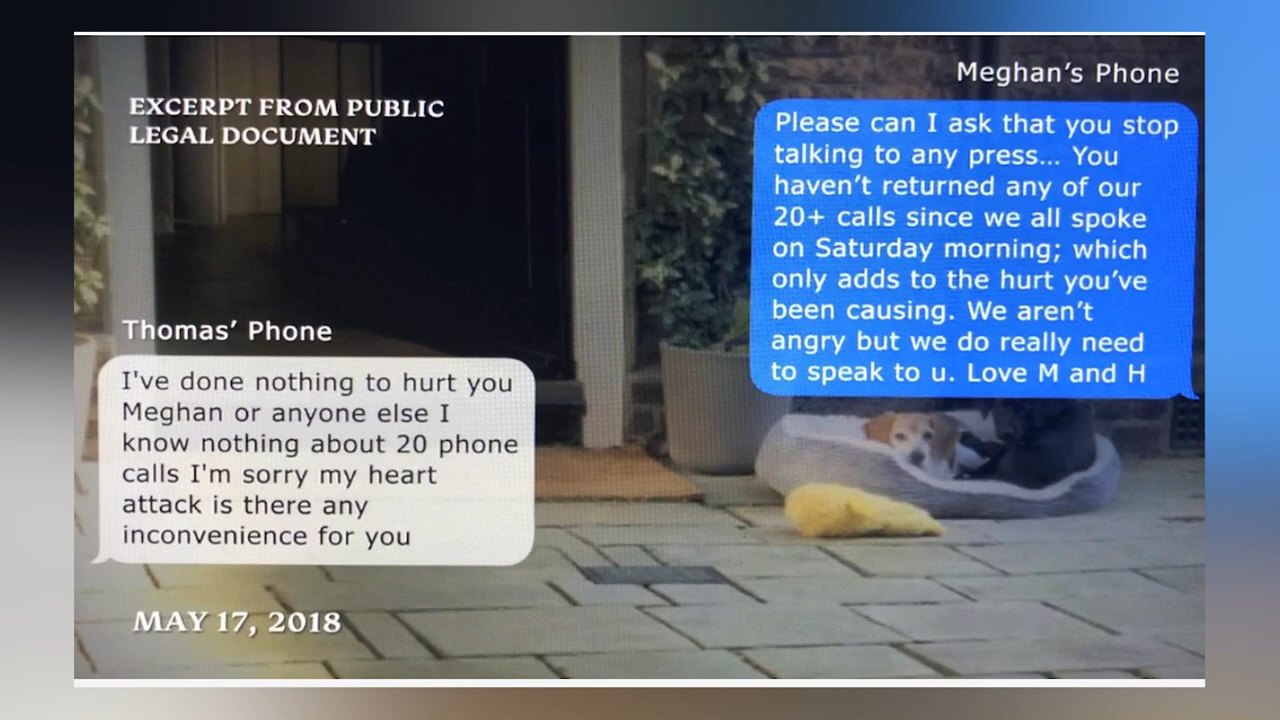 EXCERPT FROM PUBLIC
LEGAL DOCUMENT
Meghan’s Phone
Please can I ask that you stop
talking to any press... You
haven’t returned any of our
20+ calls since we all spoke
on Saturday morning; which
only adds to the hurt you’ve
been causing. We aren’t
angry but we do really need
to speak to u. Love M and H
Thomas’ Phone
I've done nothing to hurt you
Meghan or anyone else I
know nothing about 20 phone
calls I'm sorry my heart
attack is there any
inconvenience for you
MAY 17, 2018